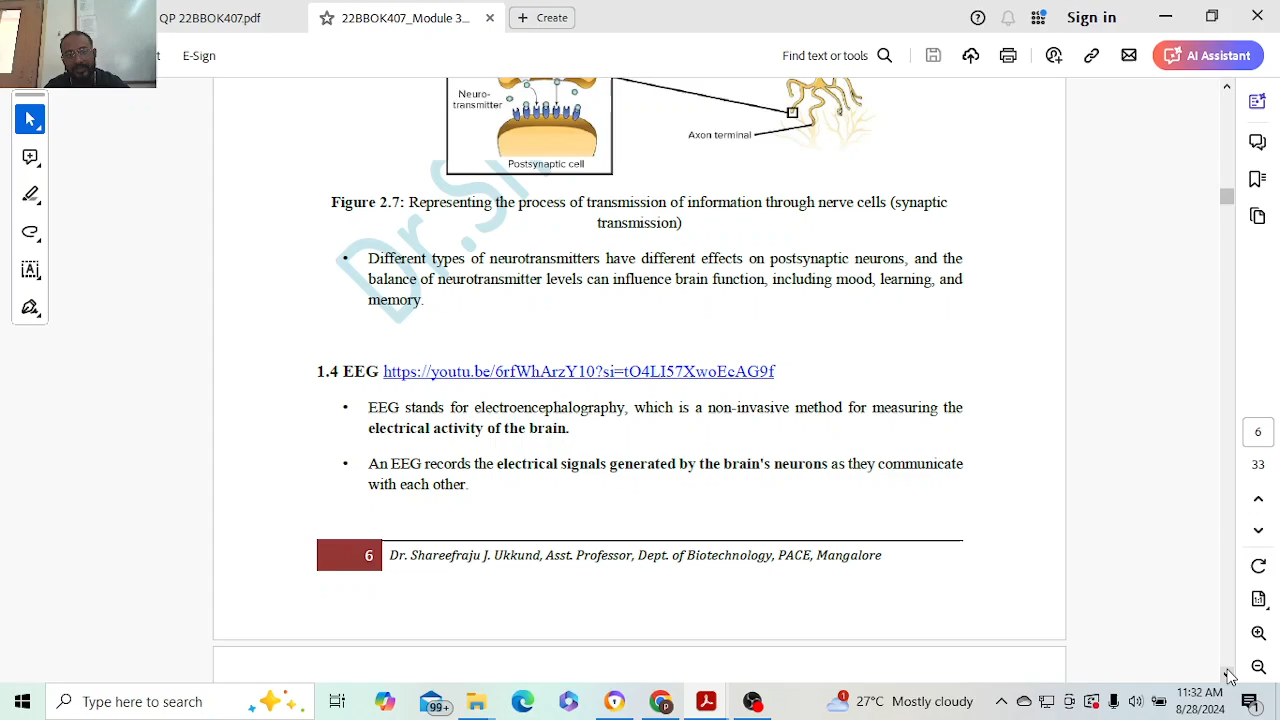 QP 22BBOK407.pdf
22BBOK407_Module 3...
Create
Sign in
E-Sign
Find text or tools
AI Assistant
Neuro-
transmitter
Axon terminal
Postsynaptic cell
Figure 2.7: Representing the process of transmission of information through nerve cells (synaptic
transmission)
• Different types of neurotransmitters have different effects on postsynaptic neurons, and the
balance of neurotransmitter levels can influence brain function, including mood, learning, and
memory.
1.4 EEG https://youtu.be/6rfWhArzY10?si=tO4LI57XwoEcAG9f
• EEG stands for electroencephalography, which is a non-invasive method for measuring the
electrical activity of the brain.
• An EEG records the electrical signals generated by the brain's neurons as they communicate
with each other.
6 Dr. Shareefraju J. Ukkund, Asst. Professor, Dept. of Biotechnology, PACE, Mangalore
6
33
Type here to search
99+
1
27°C Mostly cloudy
11:32 AM
8/28/2024
1